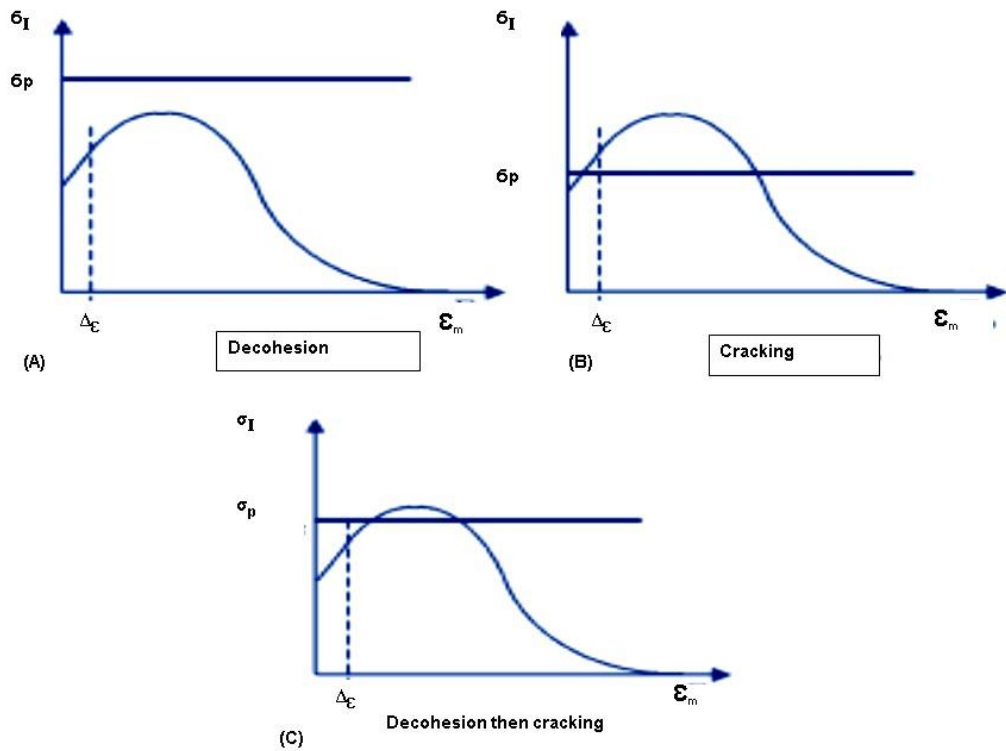 σI
σp
Δε
εm
Decohesion
(A)
σI
σp
Δε
εm
Cracking
(B)
σI
σp
Δε
εm
Decohesion then cracking
(C)